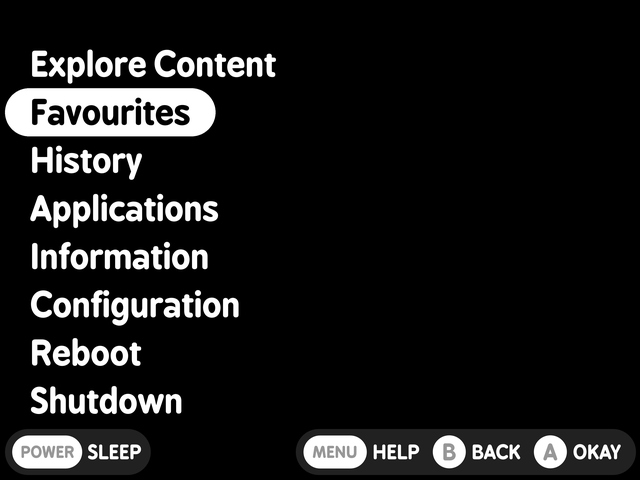 Explore Content
Favourites
History
Applications
Information
Configuration
Reboot
Shutdown
POWER SLEEP MENU HELP B BACK A OKAY